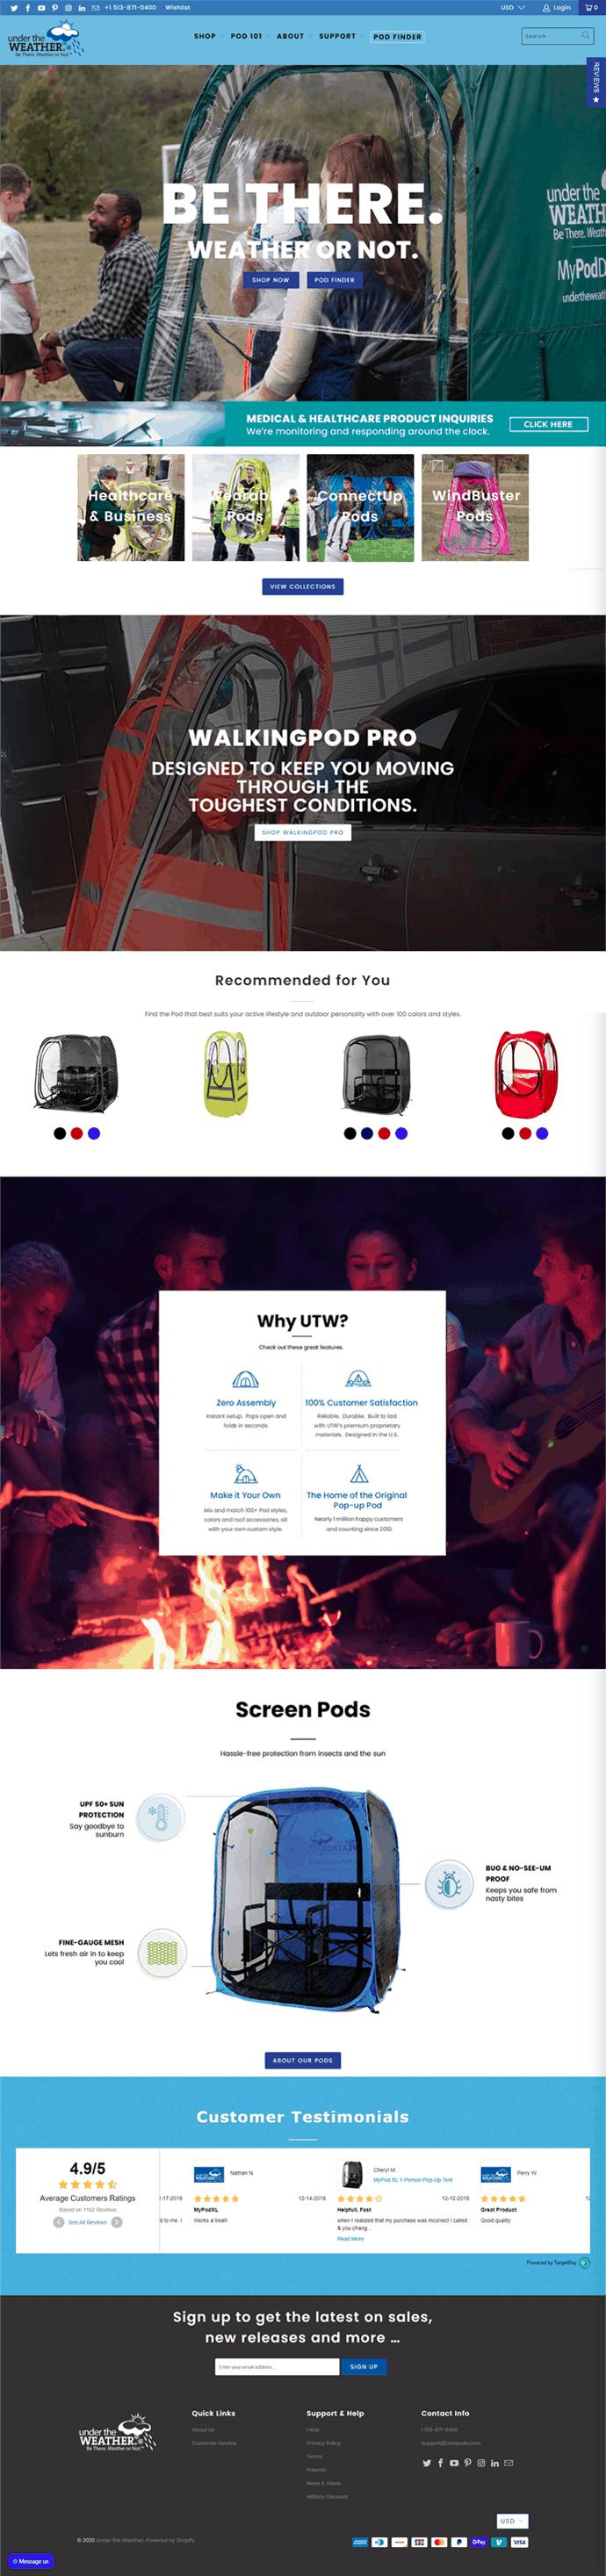 +1 513-871-0400 Wishlist
USD Login 0
under the
WEATHER
Be There. Weather or Not.
SHOP POD 101 ABOUT SUPPORT POD FINDER
Search
REVIEWS
BE THERE.
WEATHER OR NOT.
SHOP NOW POD FINDER
under the
WEATH
Be There. Weath
MyPodD
undertheweath
MEDICAL & HEALTHCARE PRODUCT INQUIRIES
We're monitoring and responding around the clock.
CLICK HERE
Healthcare
& Business
Wearable
Pods
ConnectUp
Pods
WindBuster
Pods
VIEW COLLECTIONS
WALKINGPOD PRO
DESIGNED TO KEEP YOU MOVING
THROUGH THE
TOUGHEST CONDITIONS.
SHOP WALKINGPOD PRO
Recommended for You
Find the Pod that best suits your active lifestyle and outdoor personality with over 100 colors and styles.
Why UTW?
Check out these great features.
Zero Assembly
Instant setup. Pops open and
folds in seconds.
100% Customer Satisfaction
Reliable. Durable. Built to last
with UTW's premium proprietary
materials. Designed in the U.S.
Make it Your Own
Mix and match 100+ Pod styles,
colors and roof accessories, all
with your own custom style.
The Home of the Original
Pop-up Pod
Nearly 1 million happy customers
and counting since 2010.
Screen Pods
Hassle-free protection from insects and the sun
UPF 50+ SUN
PROTECTION
Say goodbye to
sunburn
BUG & NO-SEE-UM
PROOF
Keeps you safe from
nasty bites
FINE-GAUGE MESH
Lets fresh air in to keep
you cool
ABOUT OUR PODS
Customer Testimonials
4.9/5
Average Customers Ratings
Based on 1162 Reviews
See All Reviews
1-17-2018
d to me. I
Nathan N.
12-14-2018
MyPodXL
Works a treat!
Cheryl M.
MyPod XL 1-Person Pop-Up Tent
12-12-2018
Helpfull, Fast
when I realized that my purchase was incorrect I called
& you chang...
Read More
Perry W.
12
Great Product
Good quality
Powered by TargetBay
Sign up to get the latest on sales,
new releases and more …
Enter your email address...
SIGN UP
under the
WEATHER
Be There. Weather or Not.
Quick Links
About Us
Customer Service
Support & Help
FAQs
Privacy Policy
Terms
Patents
News & Views
Military Discount
Contact Info
1 513-871-0400
support@utwpods.com
USD
© 2020 Under the Weather, Powered by Shopify
Message us